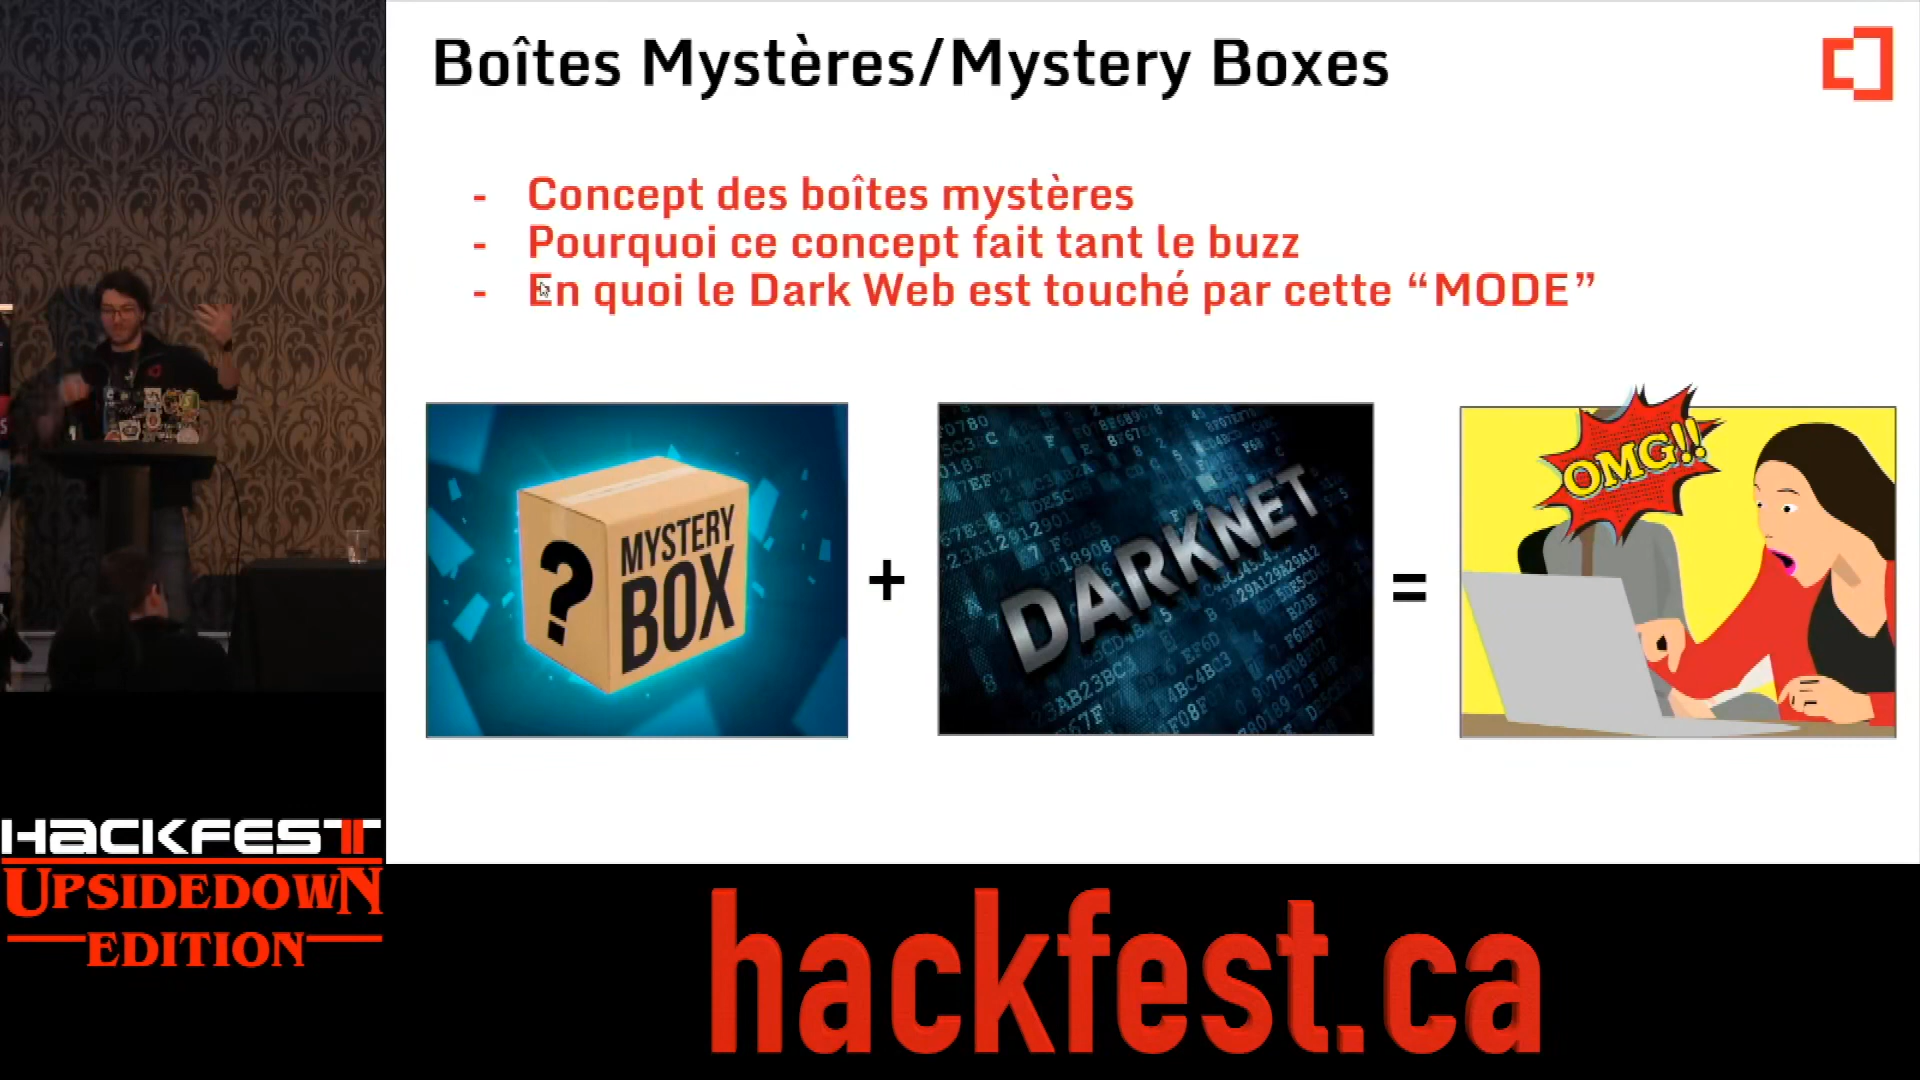 Boîtes Mystères/Mystery Boxes
- Concept des boîtes mystères
- Pourquoi ce concept fait tant le buzz
- En quoi le Dark Web est touché par cette “MODE”
?
MYSTERY
BOX
+
DARKNET
=
OMG!!
HACKFEST
UPSIDEDOWN
EDITION
hackfest.ca